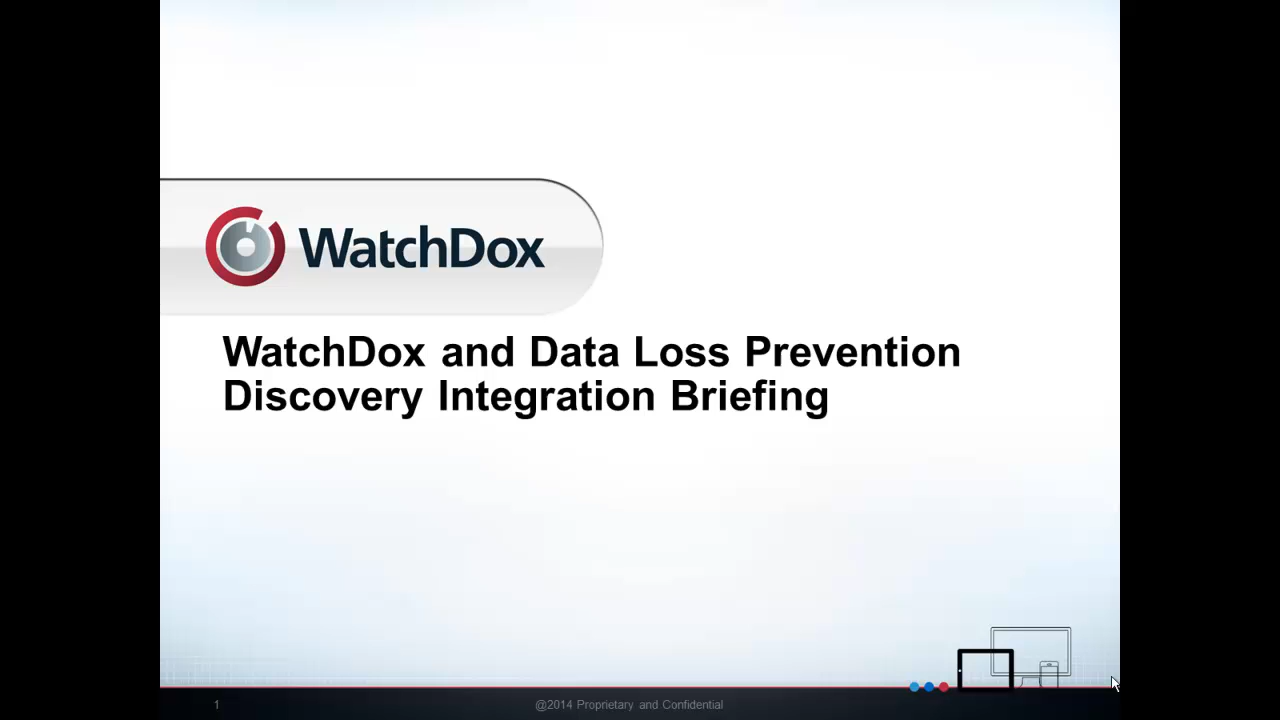 WatchDox
WatchDox and Data Loss Prevention
Discovery Integration Briefing
1
@2014 Proprietary and Confidential